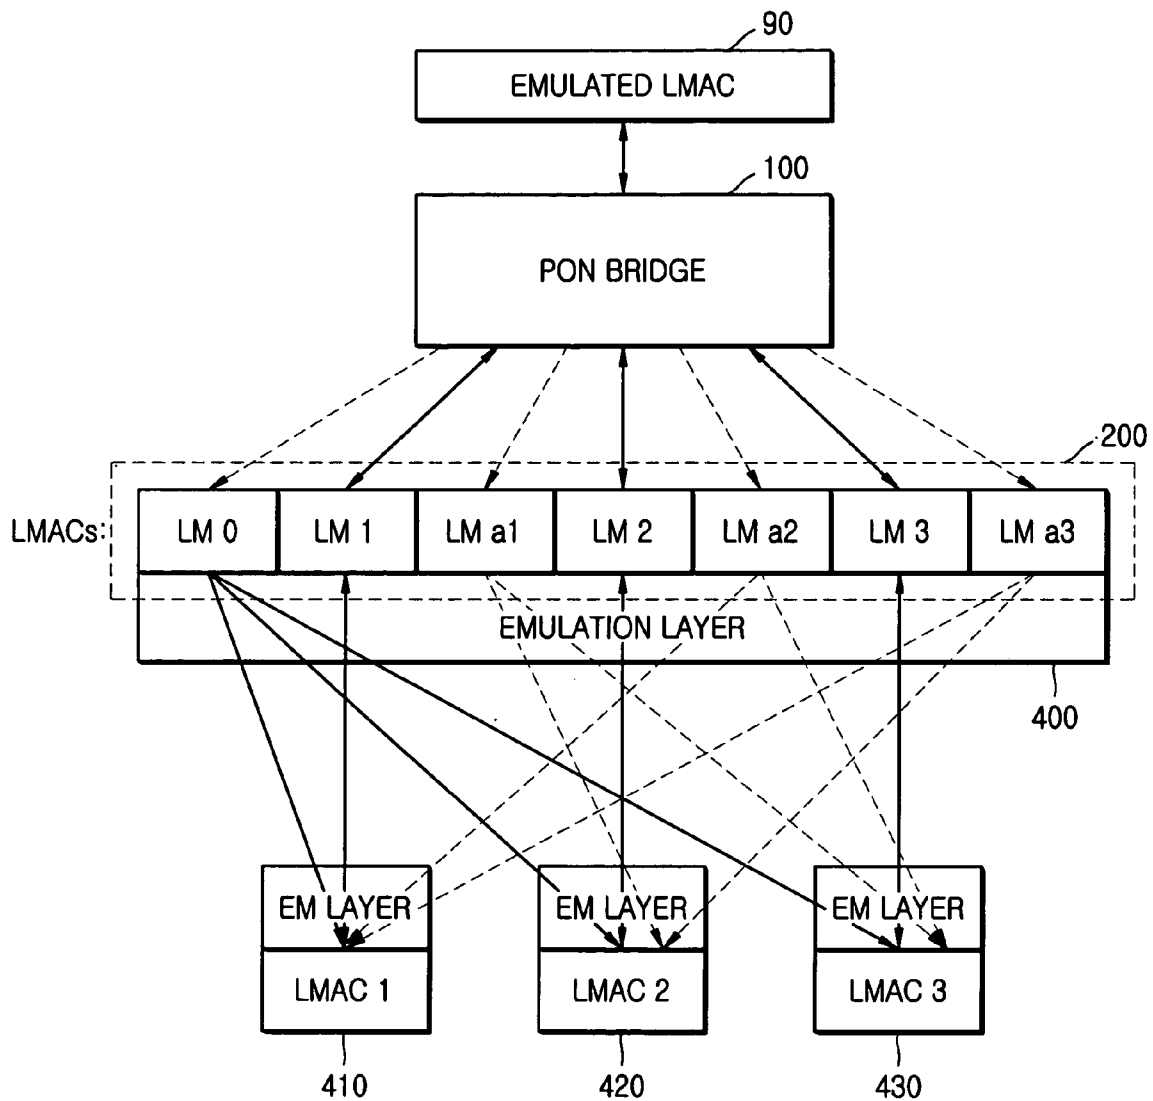 90
EMULATED LMAC
100
PON BRIDGE
200
LMACs:
LM 0
LM 1
LM a1
LM 2
LM a2
LM 3
LM a3
EMULATION LAYER
400
EM LAYER
EM LAYER
EM LAYER
LMAC 1
LMAC 2
LMAC 3
410
420
430